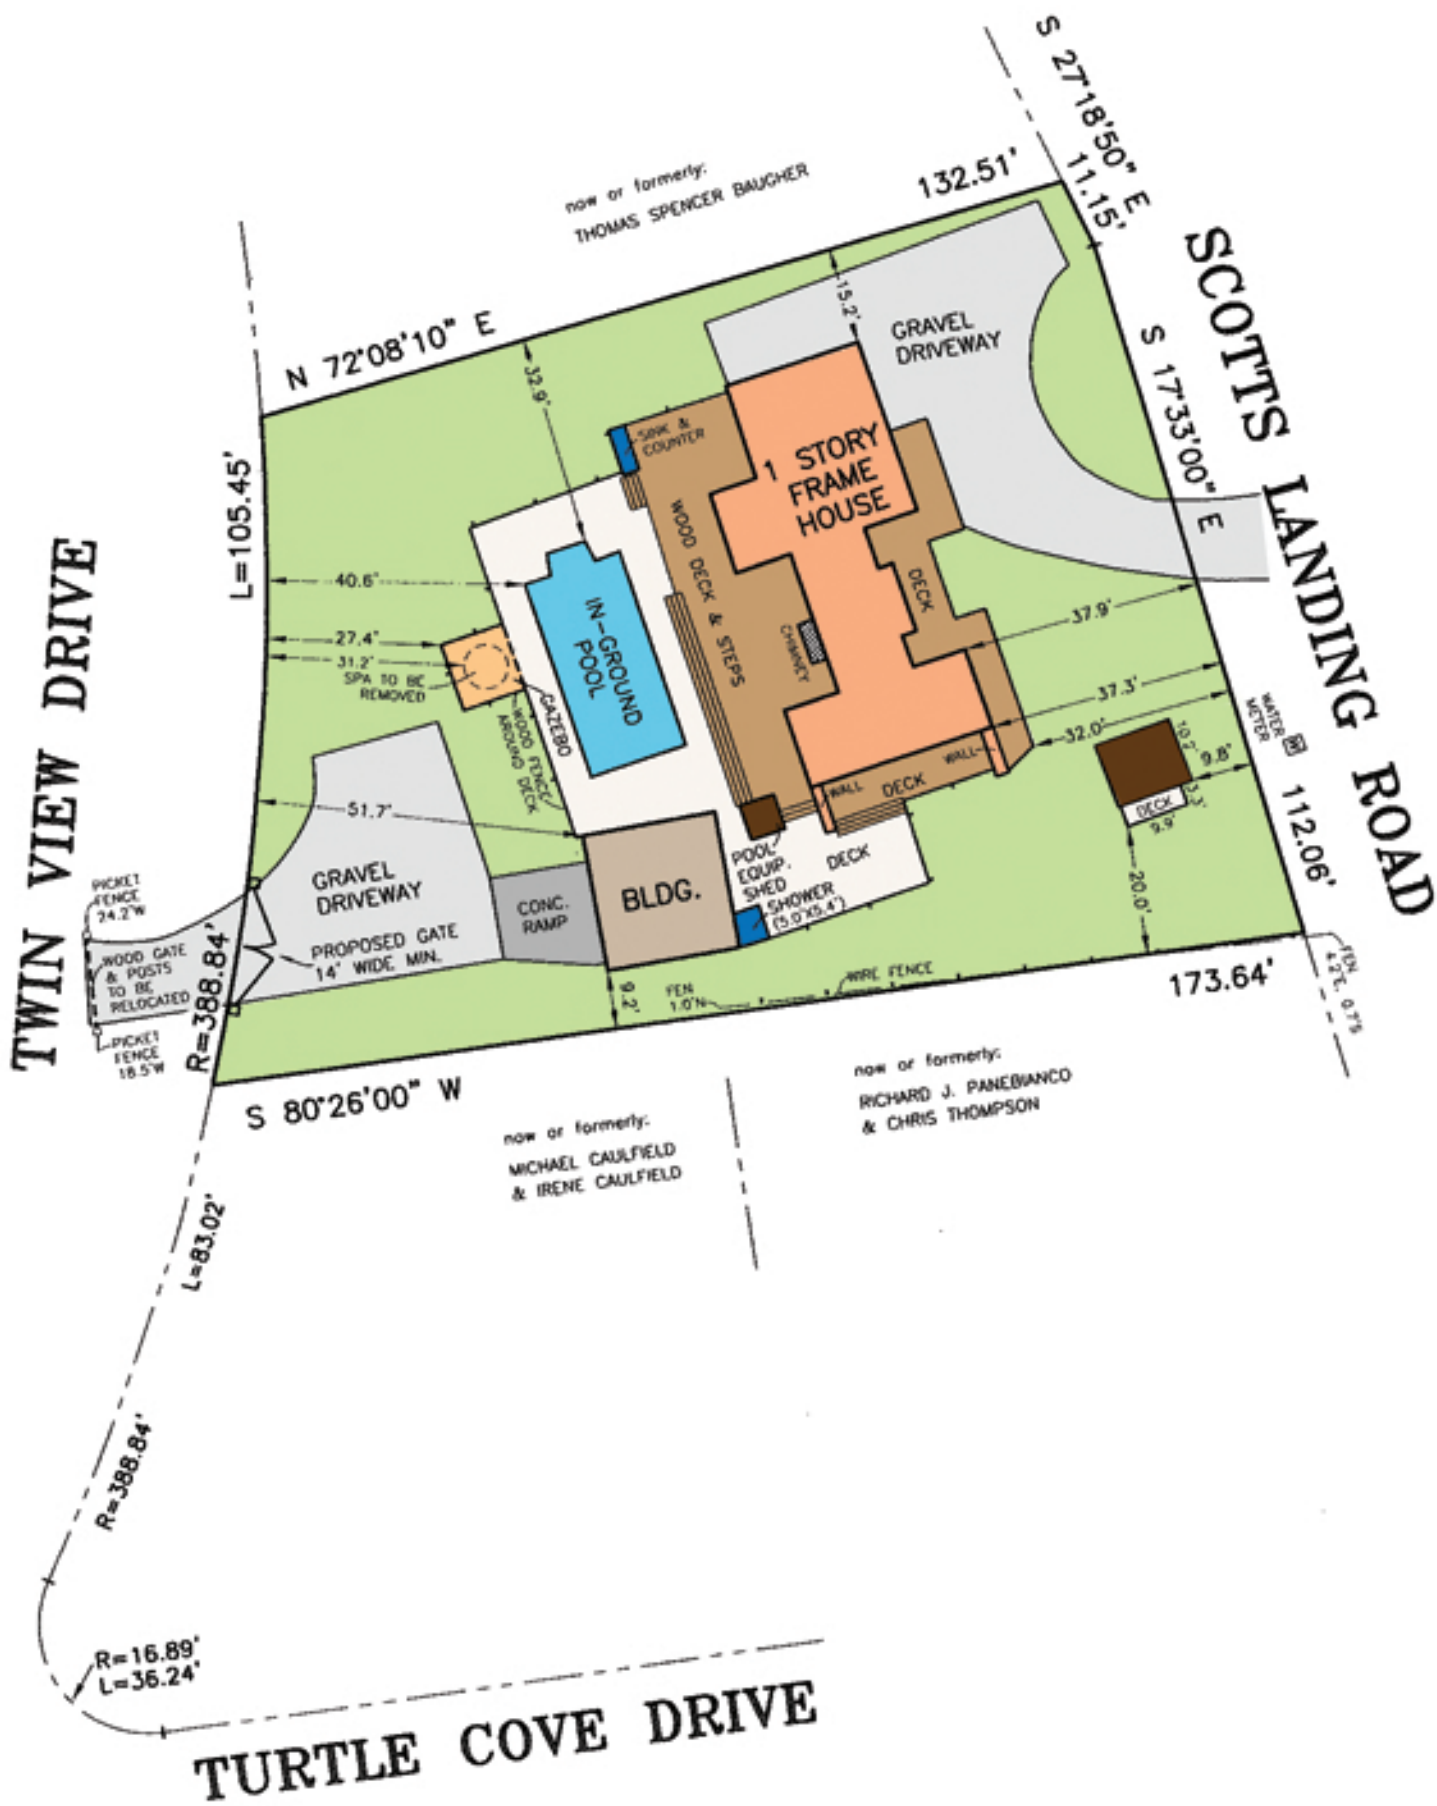 S 27°18'50" E
11.15'
132.51'
now or formerly:
THOMAS SPENCER BAUGHER
N 72°08'10" E
SCOTTS LANDING ROAD
S 17°33'00" E
112.06'
15.2'
GRAVEL
DRIVEWAY
32.9'
SINK &
COUNTER
1 STORY
FRAME
HOUSE
L=105.45'
WOOD DECK & STEPS
40.6'
IN-GROUND
POOL
DECK
CHIMNEY
37.9'
27.4'
31.2'
SPA TO BE
REMOVED
GAZEBO
WOOD FENCE
AROUND DECK
37.3'
32.0'
WATER
METER
W
TWIN VIEW DRIVE
WALL
WALL
DECK
10.2'
9.8'
3.3'
DECK
9.9'
51.7'
POOL
EQUIP.
SHED
DECK
SHOWER
(5.0'X5.4')
20.0'
PICKET
FENCE
24.2'W
GRAVEL
DRIVEWAY
CONC.
RAMP
BLDG.
PROPOSED GATE
14' WIDE MIN.
WOOD GATE
& POSTS
TO BE
RELOCATED
PICKET
FENCE
18.5'W
R=388.84'
9.2'
FEN
1.0'N
WIRE FENCE
173.64'
FEN
4.2'E, 0.7'S
S 80°26'00" W
now or formerly:
MICHAEL CAULFIELD
& IRENE CAULFIELD
now or formerly:
RICHARD J. PANEBIANCO
& CHRIS THOMPSON
L=83.02'
R=388.84'
R=16.89'
L=36.24'
TURTLE COVE DRIVE